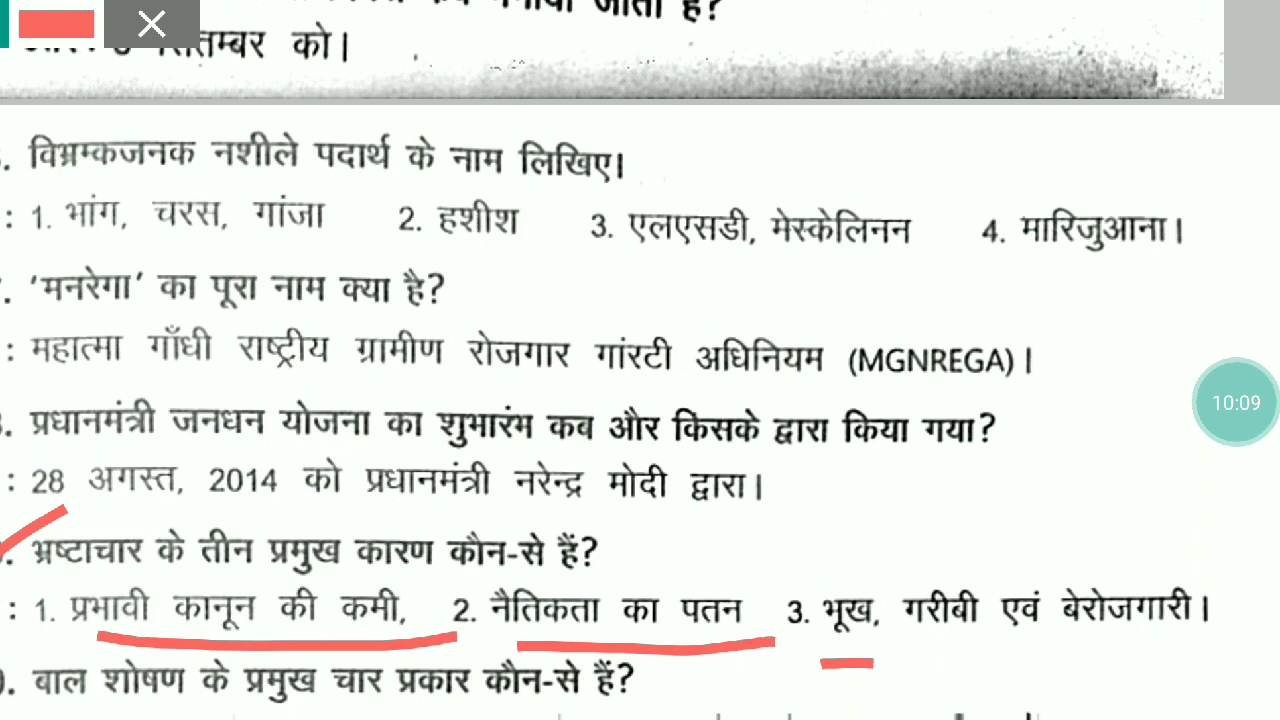 जाता है?
सितम्बर को।
. विभ्रम्कजनक नशीले पदार्थ के नाम लिखिए।
: 1. भांग, चरस, गांजा 2. हशीश 3. एलएसडी, मेस्केलिनन 4. मारिजुआना।
. 'मनरेगा' का पूरा नाम क्या है?
: महात्मा गाँधी राष्ट्रीय ग्रामीण रोजगार गांरटी अधिनियम (MGNREGA)।
10:09
. प्रधानमंत्री जनधन योजना का शुभारंभ कब और किसके द्वारा किया गया?
: 28 अगस्त, 2014 को प्रधानमंत्री नरेन्द्र मोदी द्वारा।
. भ्रष्टाचार के तीन प्रमुख कारण कौन-से हैं?
: 1. प्रभावी कानून की कमी, 2. नैतिकता का पतन 3. भूख, गरीबी एवं बेरोजगारी।
. बाल शोषण के प्रमुख चार प्रकार कौन-से हैं?